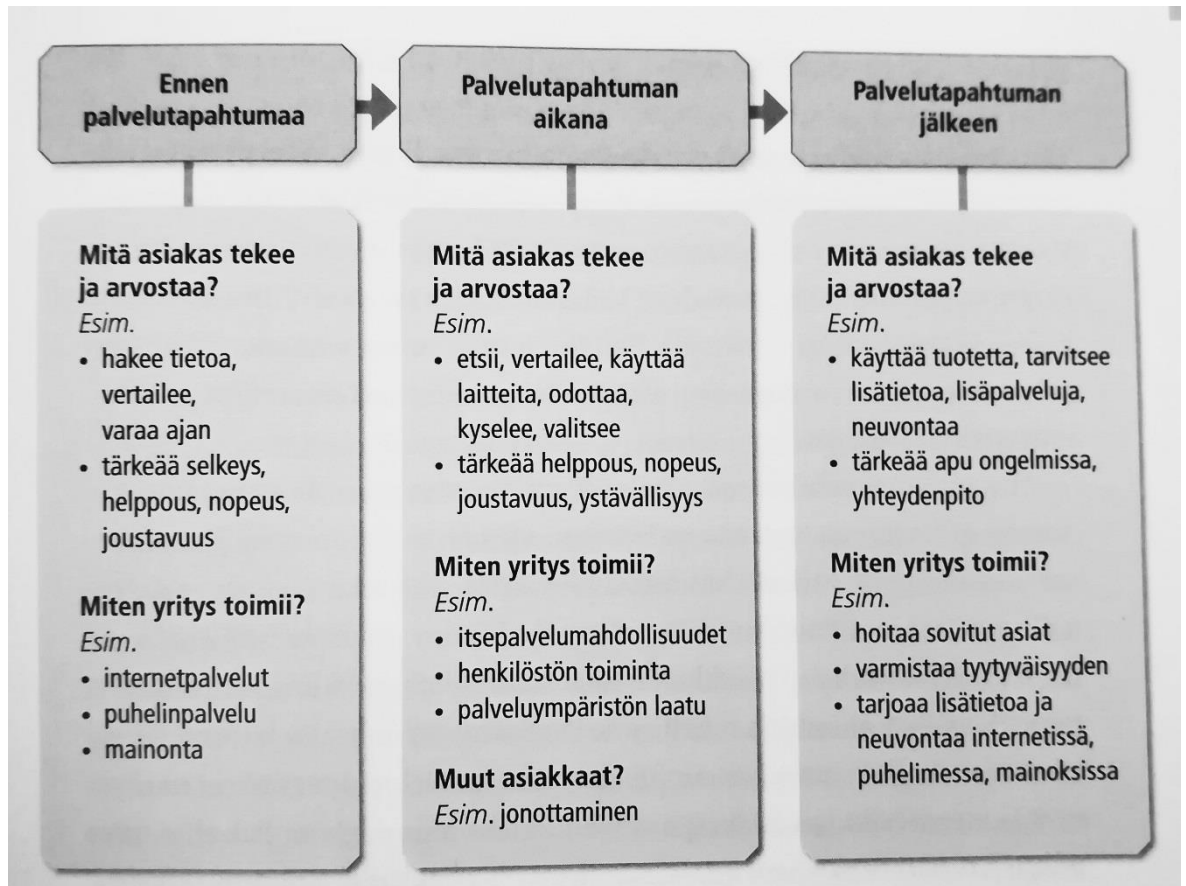 Ennen
palvelutapahtumaa
Palvelutapahtuman
aikana
Palvelutapahtuman
jälkeen
Mitä asiakas tekee
ja arvostaa?
Esim.
• hakee tietoa,
vertailee,
varaa ajan
• tärkeää selkeys,
helppous, nopeus,
joustavuus
Miten yritys toimii?
Esim.
• internetpalvelut
• puhelinpalvelu
• mainonta
Mitä asiakas tekee
ja arvostaa?
Esim.
• etsii, vertailee, käyttää
laitteita, odottaa,
kyselee, valitsee
• tärkeää helppous, nopeus,
joustavuus, ystävällisyys
Miten yritys toimii?
Esim.
• itsepalvelumahdollisuudet
• henkilöstön toiminta
• palveluympäristön laatu
Muut asiakkaat?
Esim. jonottaminen
Mitä asiakas tekee
ja arvostaa?
Esim.
• käyttää tuotetta, tarvitsee
lisätietoa, lisäpalveluja,
neuvontaa
• tärkeää apu ongelmissa,
yhteydenpito
Miten yritys toimii?
Esim.
• hoitaa sovitut asiat
• varmistaa tyytyväisyyden
• tarjoaa lisätietoa ja
neuvontaa internetissä,
puhelimessa, mainoksissa